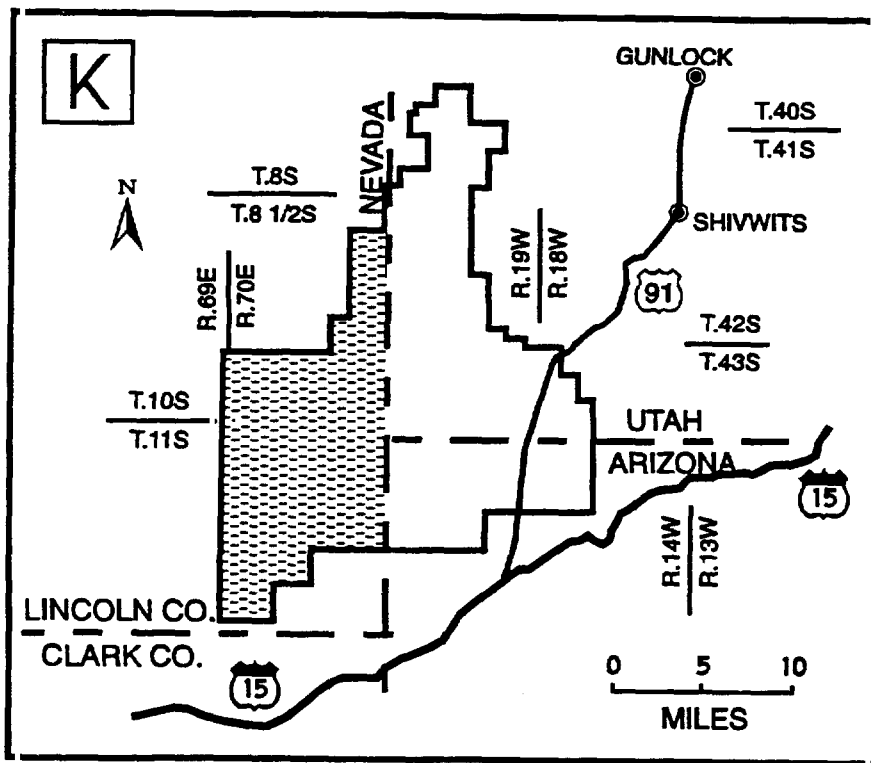 K
GUNLOCK
T.40S
T.41S
NEVADA
T.8S
T.8 1/2S
N
SHIVWITS
R.19W
R.18W
R.69E
R.70E
91
T.42S
T.43S
T.10S
T.11S
UTAH
ARIZONA
15
R.14W
R.13W
LINCOLN CO.
CLARK CO.
15
0 5 10
MILES